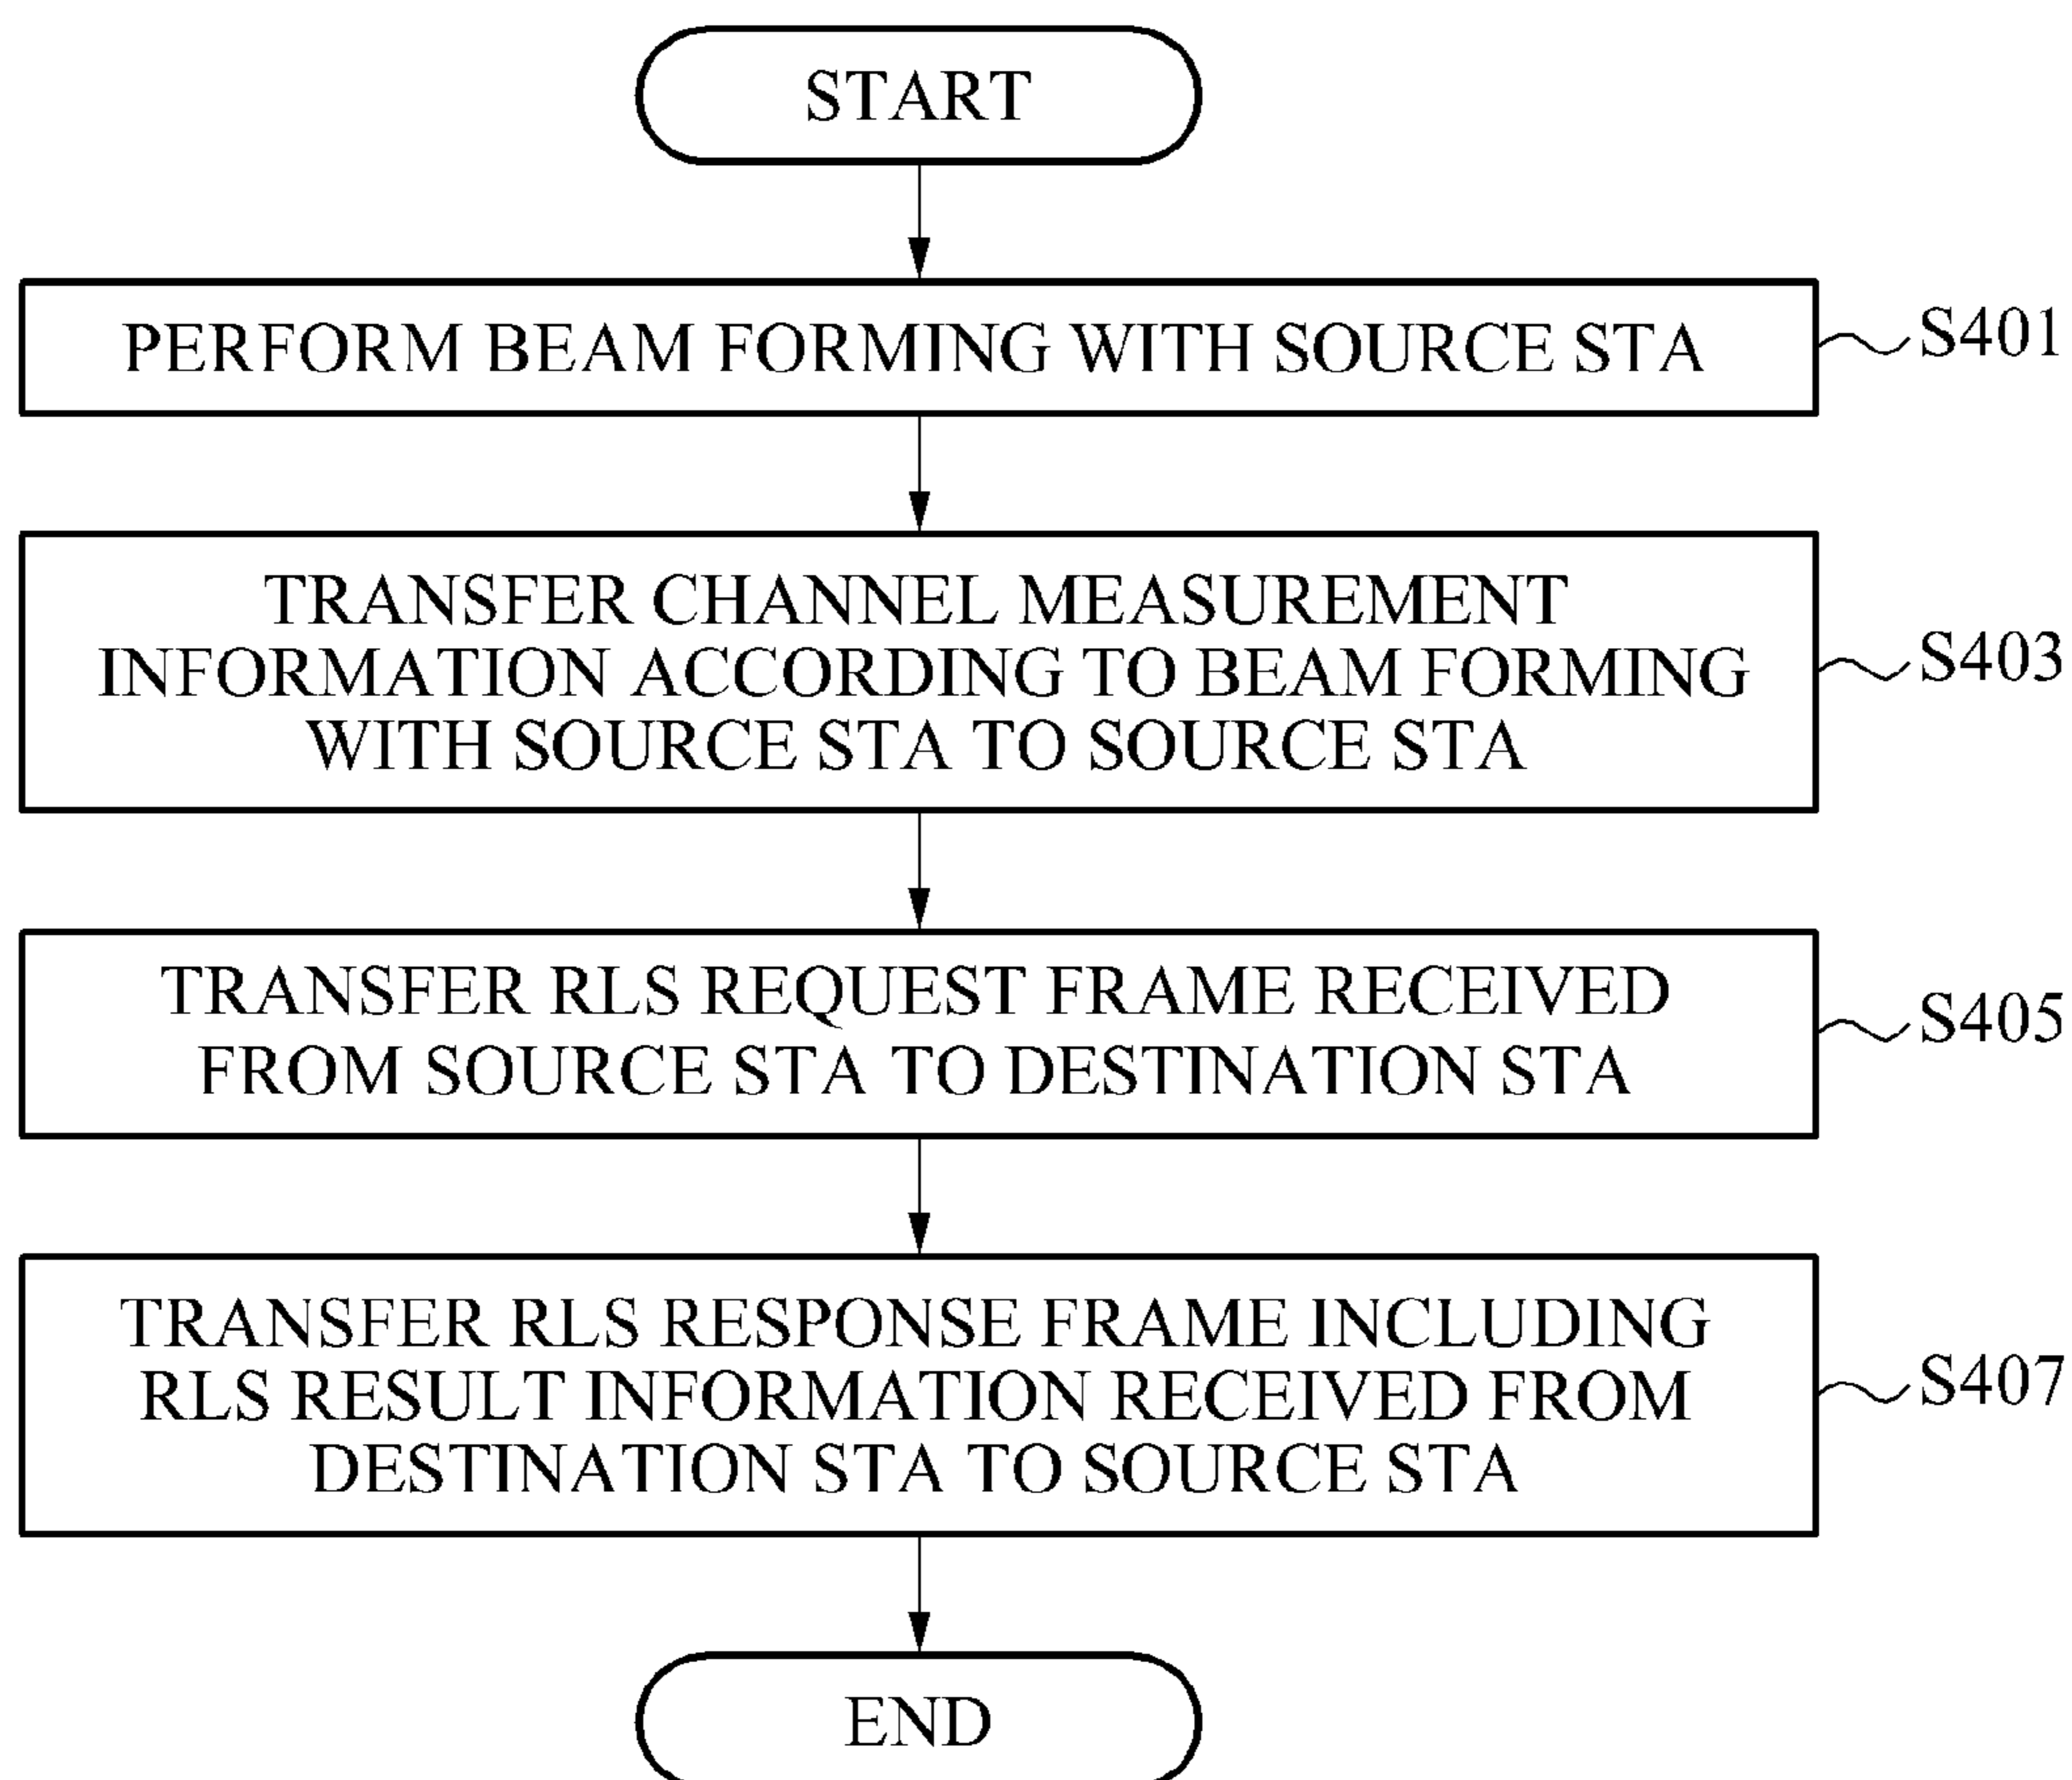 START
PERFORM BEAM FORMING WITH SOURCE STA
S401
TRANSFER CHANNEL MEASUREMENT
INFORMATION ACCORDING TO BEAM FORMING
WITH SOURCE STA TO SOURCE STA
S403
TRANSFER RLS REQUEST FRAME RECEIVED
FROM SOURCE STA TO DESTINATION STA
S405
TRANSFER RLS RESPONSE FRAME INCLUDING
RLS RESULT INFORMATION RECEIVED FROM
DESTINATION STA TO SOURCE STA
S407
END